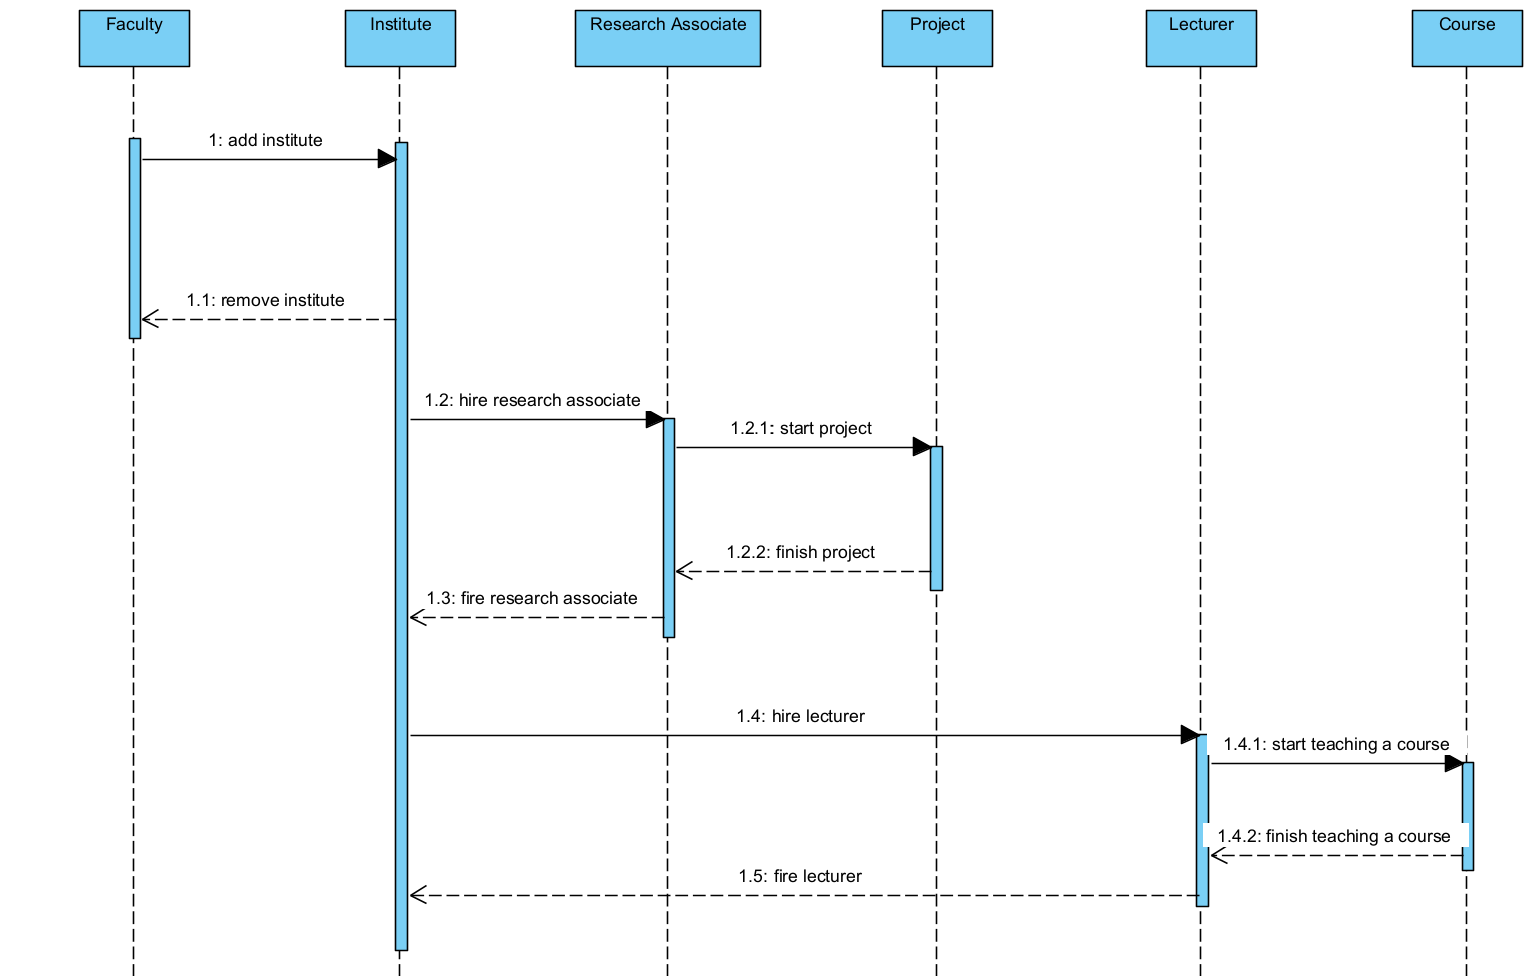 Faculty
Institute
Research Associate
Project
Lecturer
Course
1: add institute
1.1: remove institute
1.2: hire research associate
1.2.1: start project
1.2.2: finish project
1.3: fire research associate
1.4: hire lecturer
1.4.1: start teaching a course
1.4.2: finish teaching a course
1.5: fire lecturer